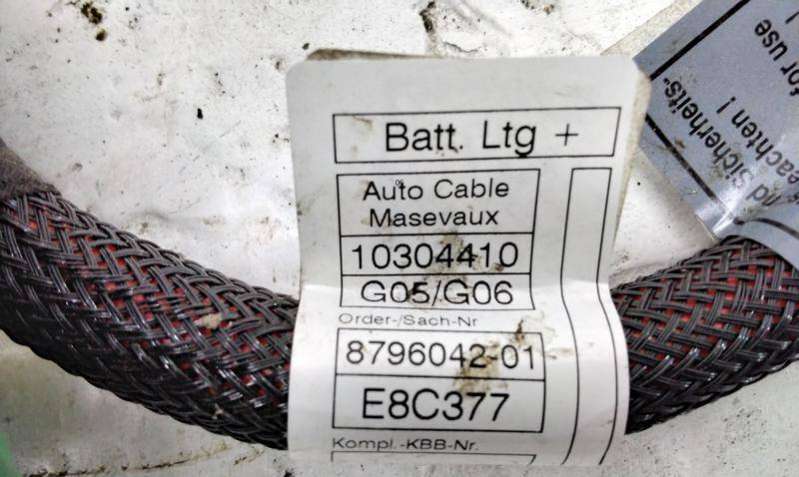 Batt. Ltg +
Auto Cable
Masevaux
10304410
G05/G06
Order-/Sach-Nr
8796042-01
E8C377
Kompl.-KBB-Nr.
for use
nd sicherheits-
eachten !